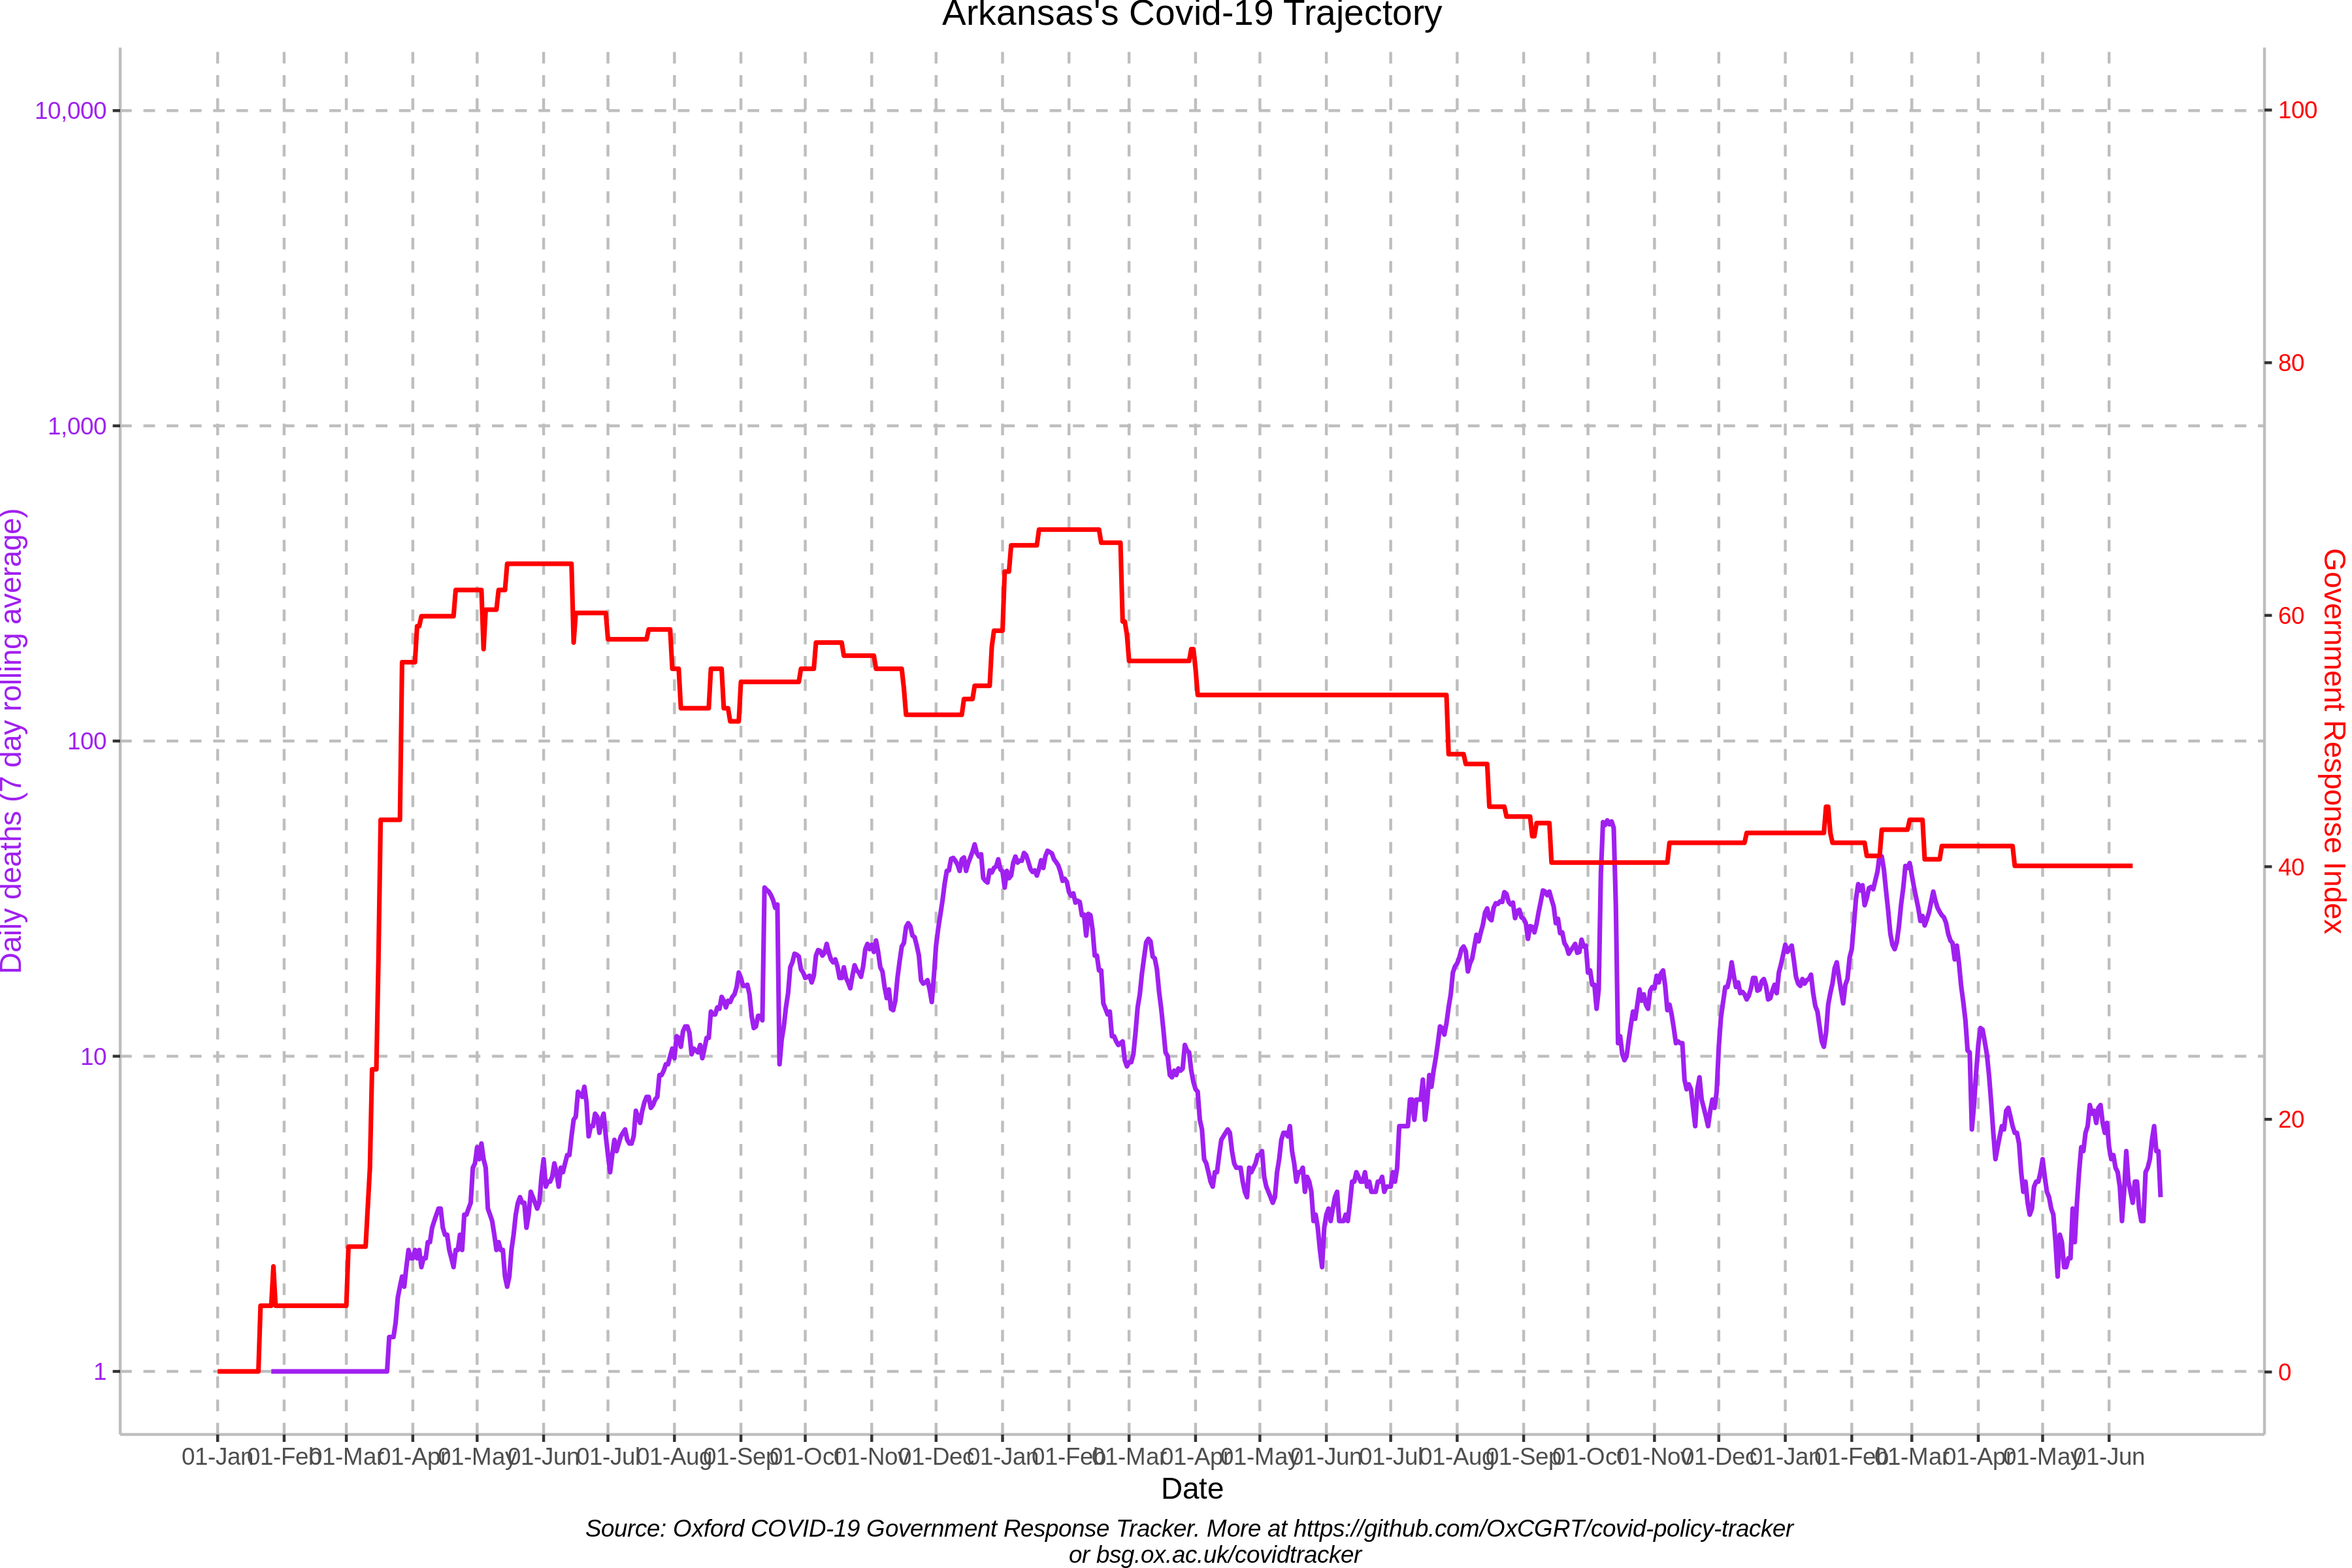 Arkansas's Covid-19 Trajectory
Daily deaths (7 day rolling average)
10,000
1,000
100
10
1
Government Response Index
100
80
60
40
20
0
01-Jan 01-Feb 01-Mar 01-Apr 01-May 01-Jun 01-Jul 01-Aug 01-Sep 01-Oct 01-Nov 01-Dec 01-Jan 01-Feb 01-Mar 01-Apr 01-May 01-Jun 01-Jul 01-Aug 01-Sep 01-Oct 01-Nov 01-Dec 01-Jan 01-Feb 01-Mar 01-Apr 01-May 01-Jun
Date
Source: Oxford COVID-19 Government Response Tracker. More at https://github.com/OxCGRT/covid-policy-tracker
or bsg.ox.ac.uk/covidtracker